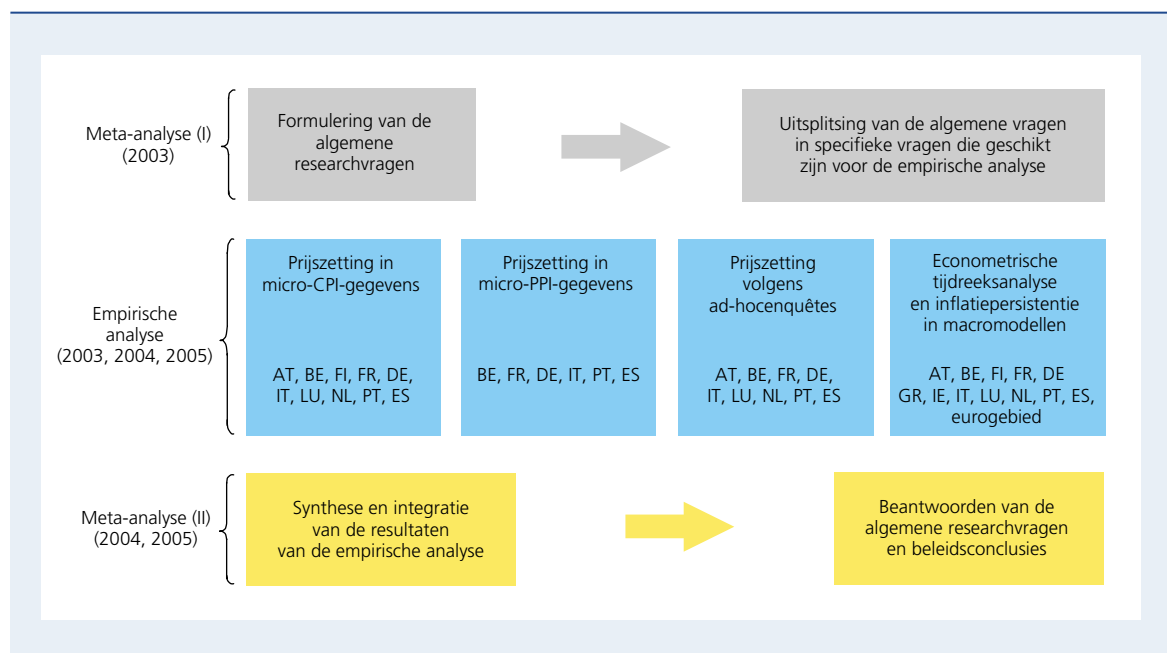 Meta-analyse (I)
(2003)
Formulering van de
algemene
researchvragen
Uitsplitsing van de algemene vragen
in specifieke vragen die geschikt
zijn voor de empirische analyse
Empirische
analyse
(2003, 2004, 2005)
Prijszetting in
micro-CPI-gegevens
AT, BE, FI, FR, DE,
IT, LU, NL, PT, ES
Prijszetting in
micro-PPI-gegevens
BE, FR, DE, IT, PT, ES
Prijszetting
volgens
ad-hocenquêtes
AT, BE, FR, DE,
IT, LU, NL, PT, ES
Econometrische
tijdreeksanalyse
en inflatiepersistentie
in macromodellen
AT, BE, FI, FR, DE
GR, IE, IT, LU, NL, PT, ES,
eurogebied
Meta-analyse (II)
(2004, 2005)
Synthese en integratie
van de resultaten
van de empirische analyse
Beantwoorden van de
algemene researchvragen
en beleidsconclusies